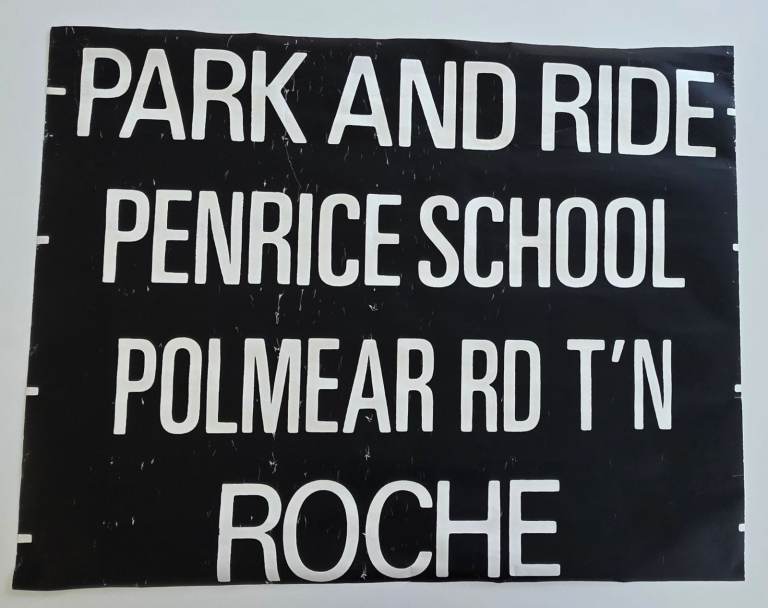 PARK AND RIDE
PENRICE SCHOOL
POLMEAR RD T'N
ROCHE